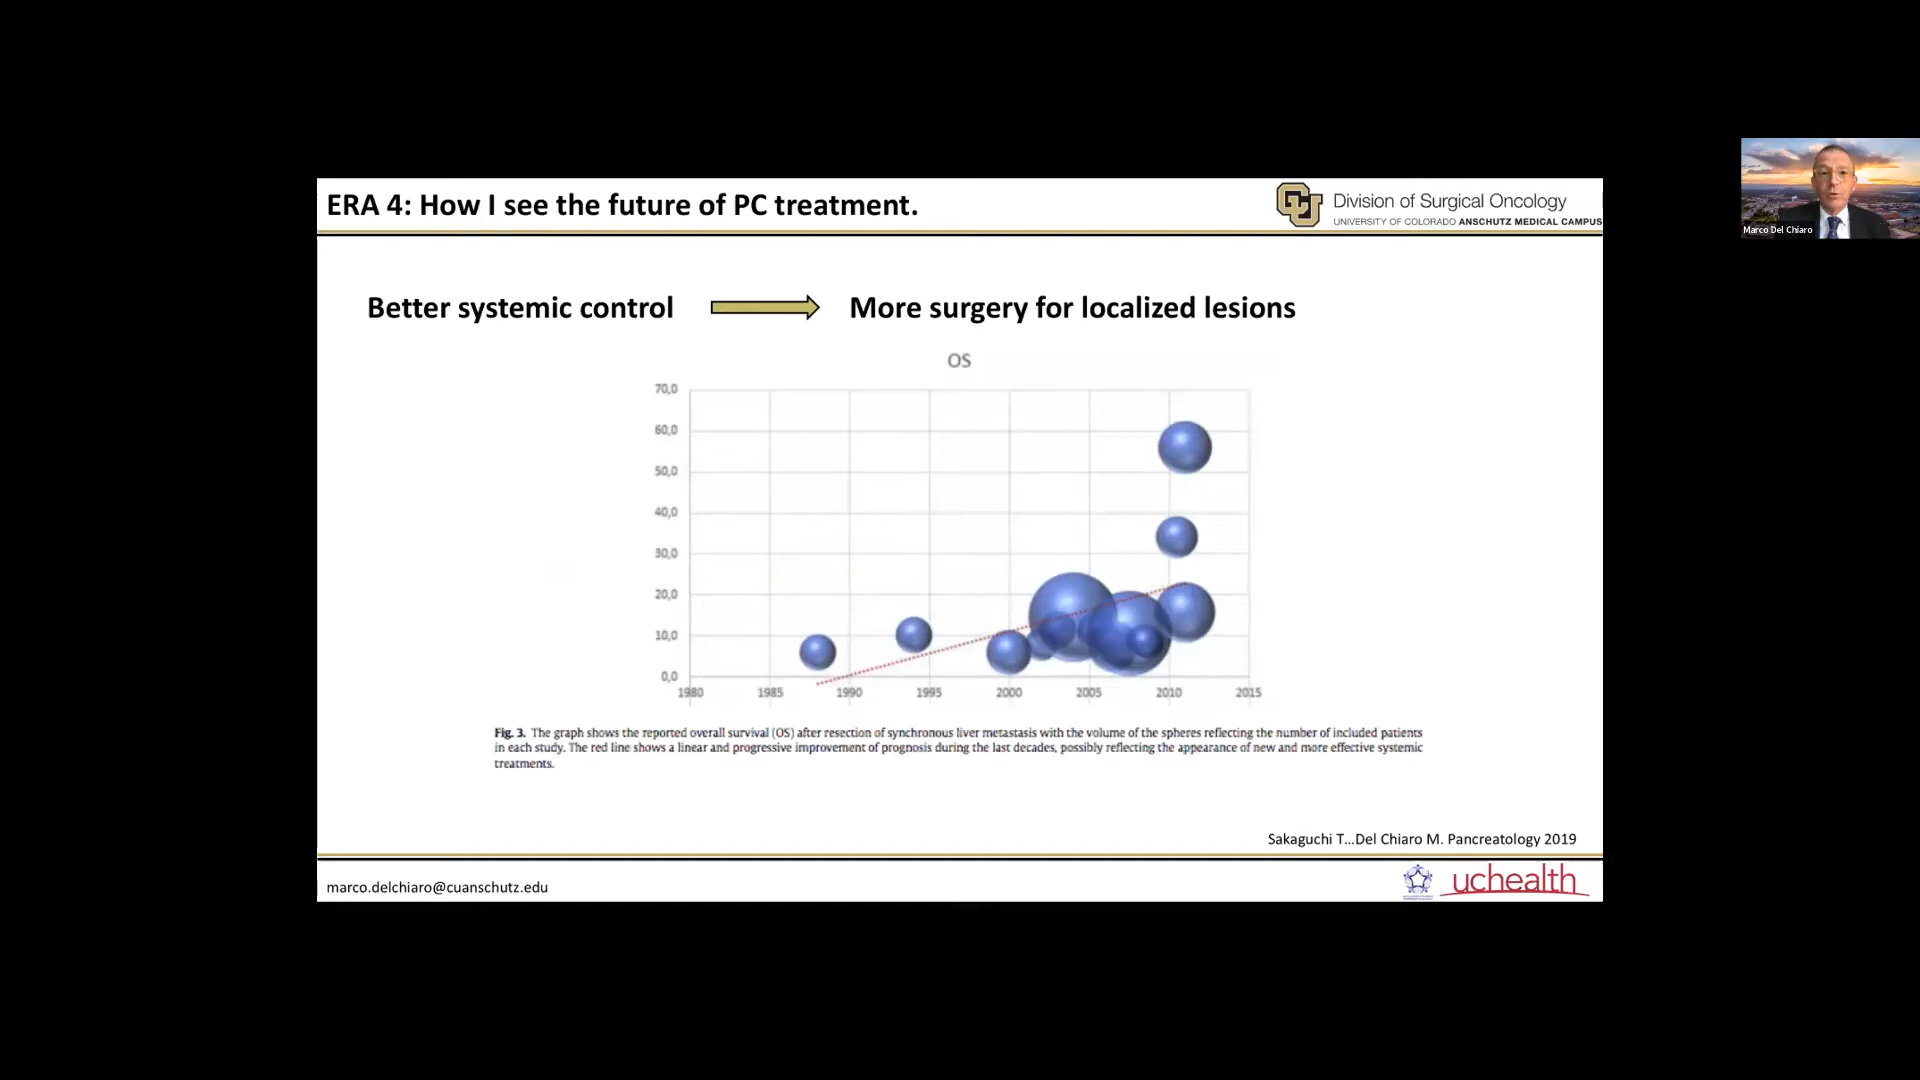 ERA 4: How I see the future of PC treatment.
Division of Surgical Oncology
UNIVERSITY OF COLORADO ANSCHUTZ MEDICAL CAMPUS
Marco Del Chiaro
Better systemic control
More surgery for localized lesions
OS
70,0
60,0
50,0
40,0
30,0
20,0
10,0
0,0
1980 1985 1990 1995 2000 2005 2010 2015
Fig. 3. The graph shows the reported overall survival (OS) after resection of synchronous liver metastasis with the volume of the spheres reflecting the number of included patients
in each study. The red line shows a linear and progressive improvement of prognosis during the last decades, possibly reflecting the appearance of new and more effective systemic
treatments.
Sakaguchi T...Del Chiaro M. Pancreatology 2019
marco.delchiaro@cuanschutz.edu
uchealth